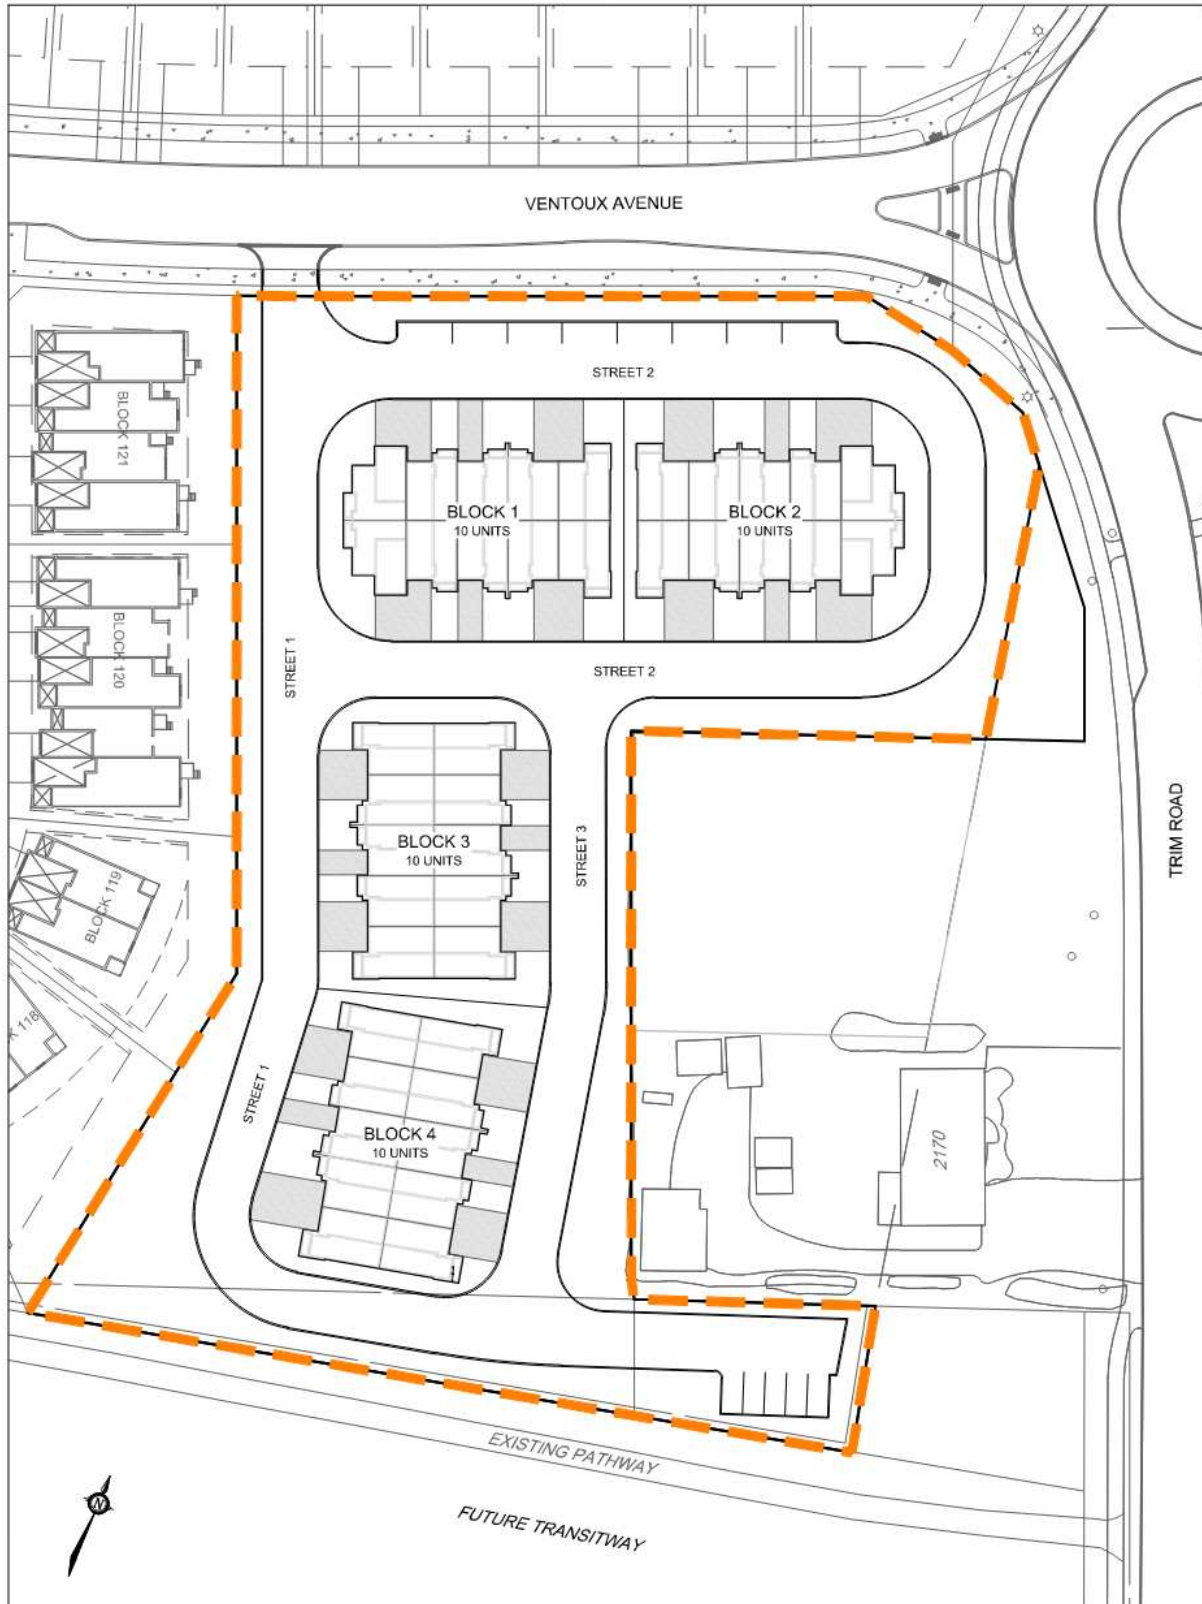 VENTOUX AVENUE
STREET 2
BLOCK 121
BLOCK 1
10 UNITS
BLOCK 2
10 UNITS
BLOCK 120
STREET 1
STREET 2
BLOCK 3
10 UNITS
STREET 3
TRIM ROAD
BLOCK 119
K 118
STREET 1
BLOCK 4
10 UNITS
2170
EXISTING PATHWAY
N
FUTURE TRANSITWAY